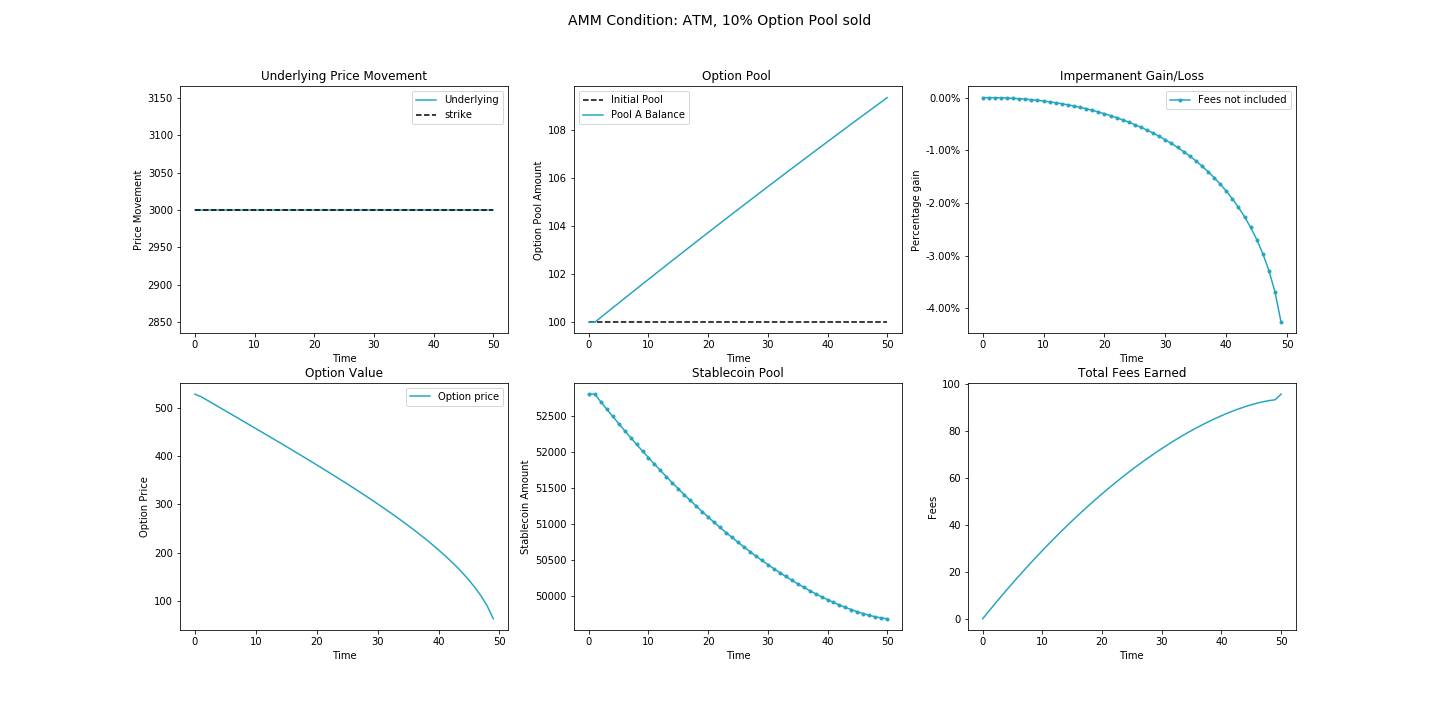 AMM Condition: ATM, 10% Option Pool sold
Underlying Price Movement
3150
3100
3050
3000
2950
2900
2850
Price Movement
Underlying
strike
0 10 20 30 40 50
Time
Option Pool
108
106
104
102
100
Option Pool Amount
Initial Pool
Pool A Balance
0 10 20 30 40 50
Time
Impermanent Gain/Loss
0.00%
-1.00%
-2.00%
-3.00%
-4.00%
Percentage gain
Fees not included
0 10 20 30 40 50
Time
Option Value
500
400
300
200
100
Option Price
Option price
0 10 20 30 40 50
Time
Stablecoin Pool
52500
52000
51500
51000
50500
50000
Stablecoin Amount
0 10 20 30 40 50
Time
Total Fees Earned
100
80
60
40
20
0
Fees
0 10 20 30 40 50
Time